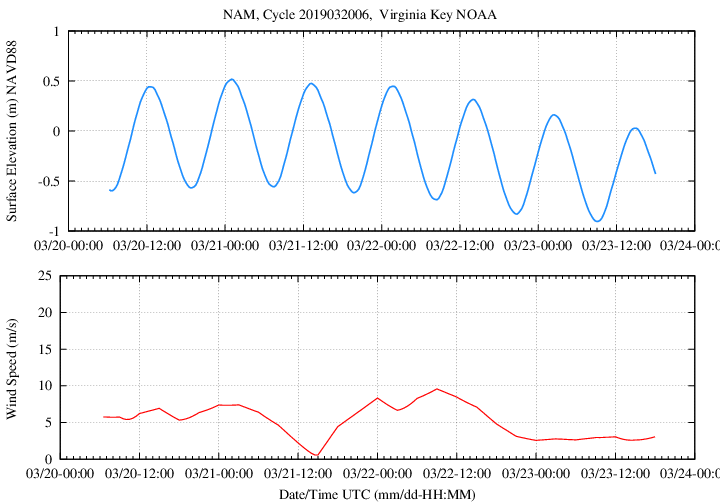 NAM, Cycle 2019032006, Virginia Key NOAA
Surface Elevation (m) NAVD88
1
0.5
0
-0.5
-1
03/20-00:00 03/20-12:00 03/21-00:00 03/21-12:00 03/22-00:00 03/22-12:00 03/23-00:00 03/23-12:00 03/24-00:0
Wind Speed (m/s)
25
20
15
10
5
0
03/20-00:00 03/20-12:00 03/21-00:00 03/21-12:00 03/22-00:00 03/22-12:00 03/23-00:00 03/23-12:00 03/24-00:0
Date/Time UTC (mm/dd-HH:MM)